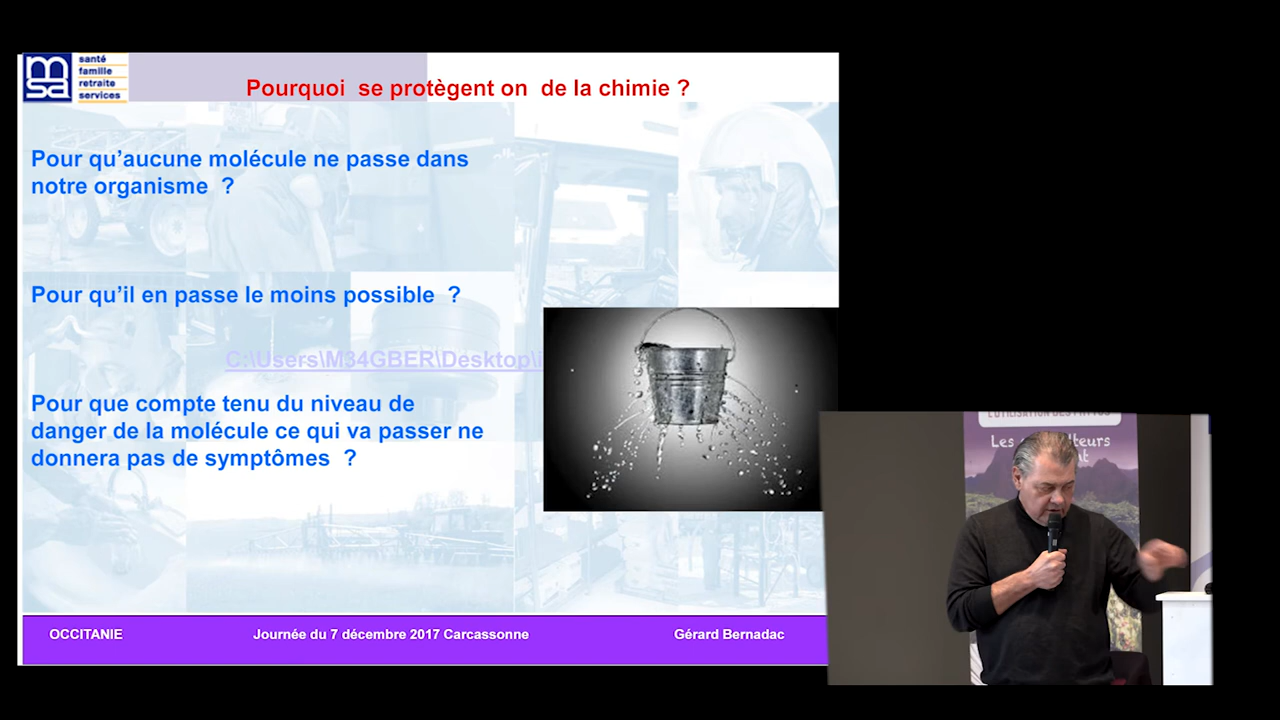 msa
santé
famille
retraite
services
Pourquoi se protègent on de la chimie ?
Pour qu’aucune molécule ne passe dans
notre organisme ?
Pour qu’il en passe le moins possible ?
C:\Users\M34GBER\Desktop\i
Pour que compte tenu du niveau de
danger de la molécule ce qui va passer ne
donnera pas de symptômes ?
OCCITANIE
Journée du 7 décembre 2017 Carcassonne
Gérard Bernadac
Les